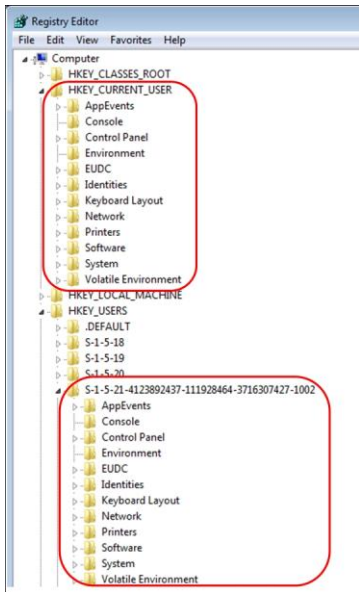 Registry Editor
File Edit View Favorites Help
Computer
HKEY_CLASSES_ROOT
HKEY_CURRENT_USER
AppEvents
Console
Control Panel
Environment
EUDC
Identities
Keyboard Layout
Network
Printers
Software
System
Volatile Environment
HKEY_LOCAL_MACHINE
HKEY_USERS
.DEFAULT
S-1-5-18
S-1-5-19
S-1-5-20
S-1-5-21-4123892437-111928464-3716307427-1002
AppEvents
Console
Control Panel
Environment
EUDC
Identities
Keyboard Layout
Network
Printers
Software
System
Volatile Environment